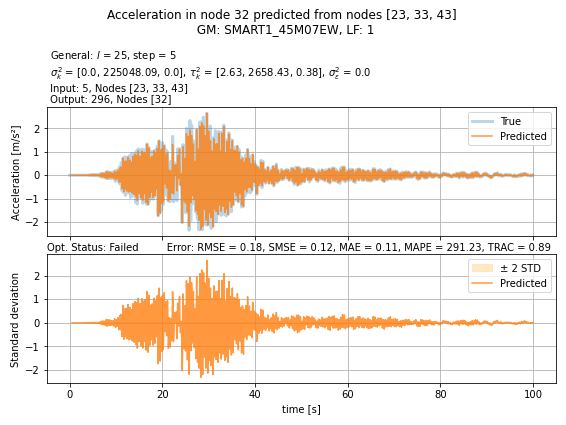 Acceleration in node 32 predicted from nodes [23, 33, 43]
GM: SMART1_45M07EW, LF: 1
General: l = 25, step = 5
σ²ₖ = [0.0, 225048.09, 0.0], τ²ₖ = [2.63, 2658.43, 0.38], σ²ε = 0.0
Input: 5, Nodes [23, 33, 43]
Output: 296, Nodes [32]
Acceleration [m/s²]
2
1
0
−1
−2
True
Predicted
Opt. Status: Failed
Error: RMSE = 0.18, SMSE = 0.12, MAE = 0.11, MAPE = 291.23, TRAC = 0.89
Standard deviation
2
1
0
−1
−2
± 2 STD
Predicted
0 20 40 60 80 100
time [s]